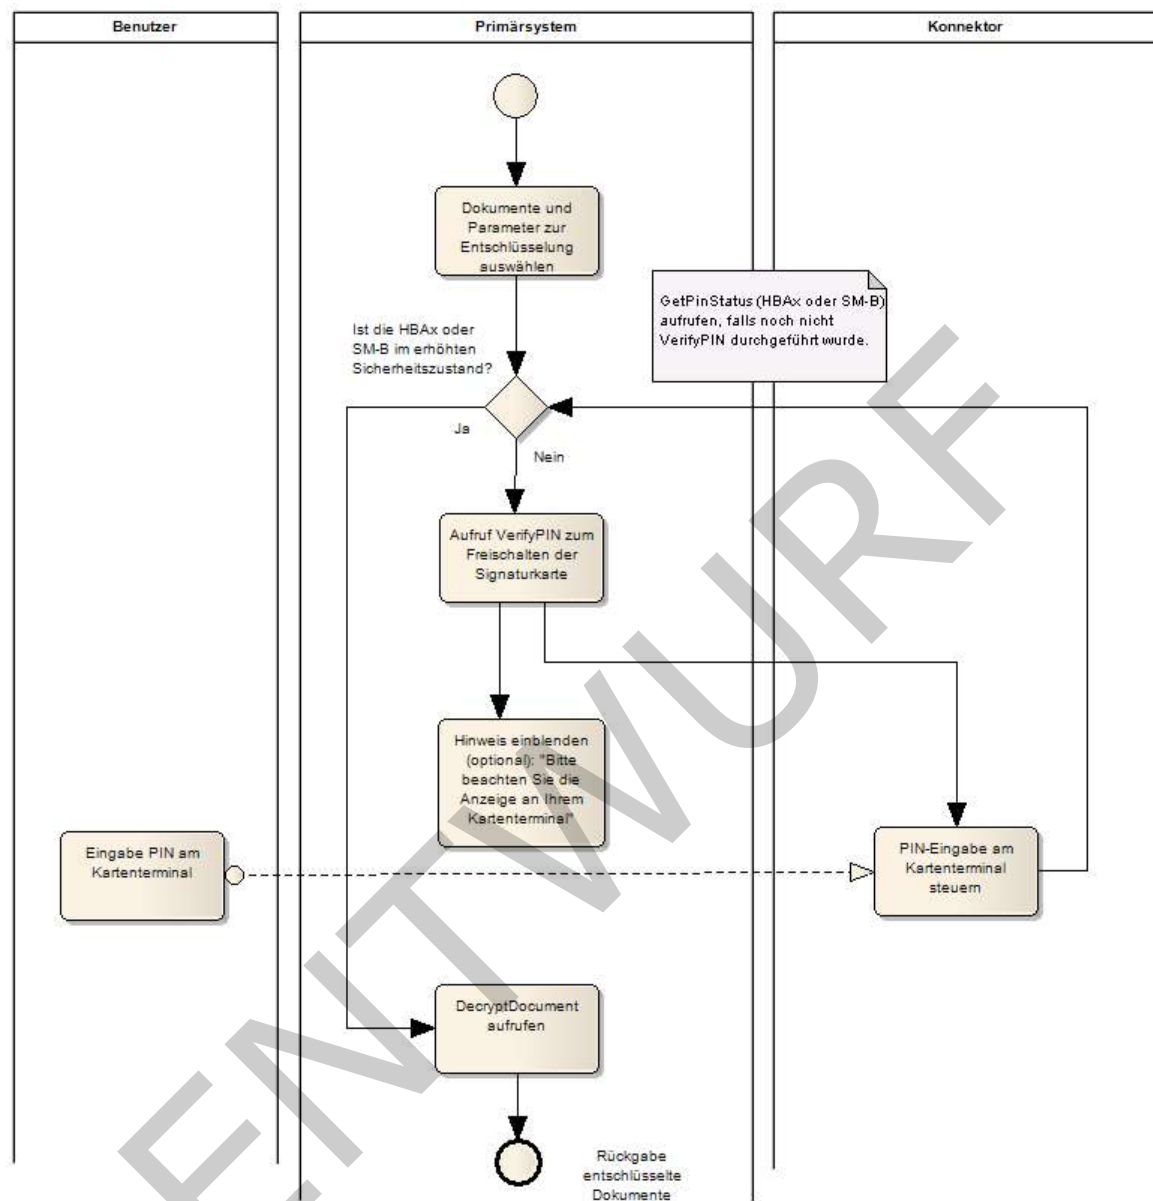 Benutzer
Primärsystem
Konnektor
Dokumente und
Parameter zur
Entschlüsselung
auswählen
GetPinStatus (HBAx oder SM-B)
aufrufen, falls noch nicht
VerifyPIN durchgeführt wurde.
Ist die HBAx oder
SM-B im erhöhten
Sicherheitszustand?
Ja
Nein
Aufruf VerifyPIN zum
Freischalten der
Signaturkarte
Hinweis einblenden
(optional): "Bitte
beachten Sie die
Anzeige an Ihrem
Kartenterminal"
Eingabe PIN am
Kartenterminal
PIN-Eingabe am
Kartenterminal
steuern
DecryptDocument
aufrufen
Rückgabe
entschlüsselte
Dokumente
ENTWURF